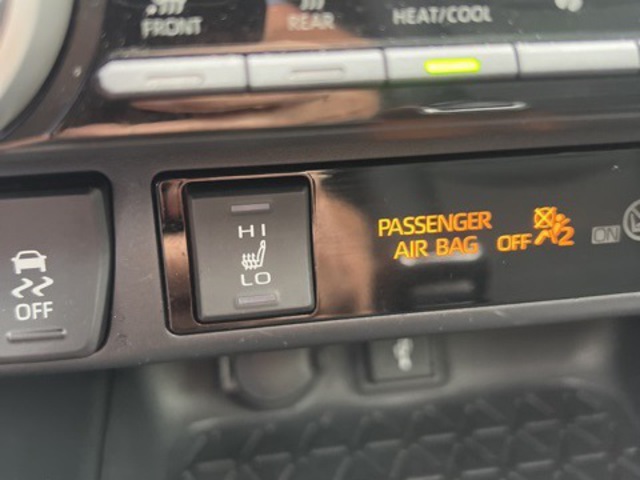 FRONT
REAR
HEAT/COOL
HI
LO
OFF
PASSENGER
AIR BAG
OFF
2
ON